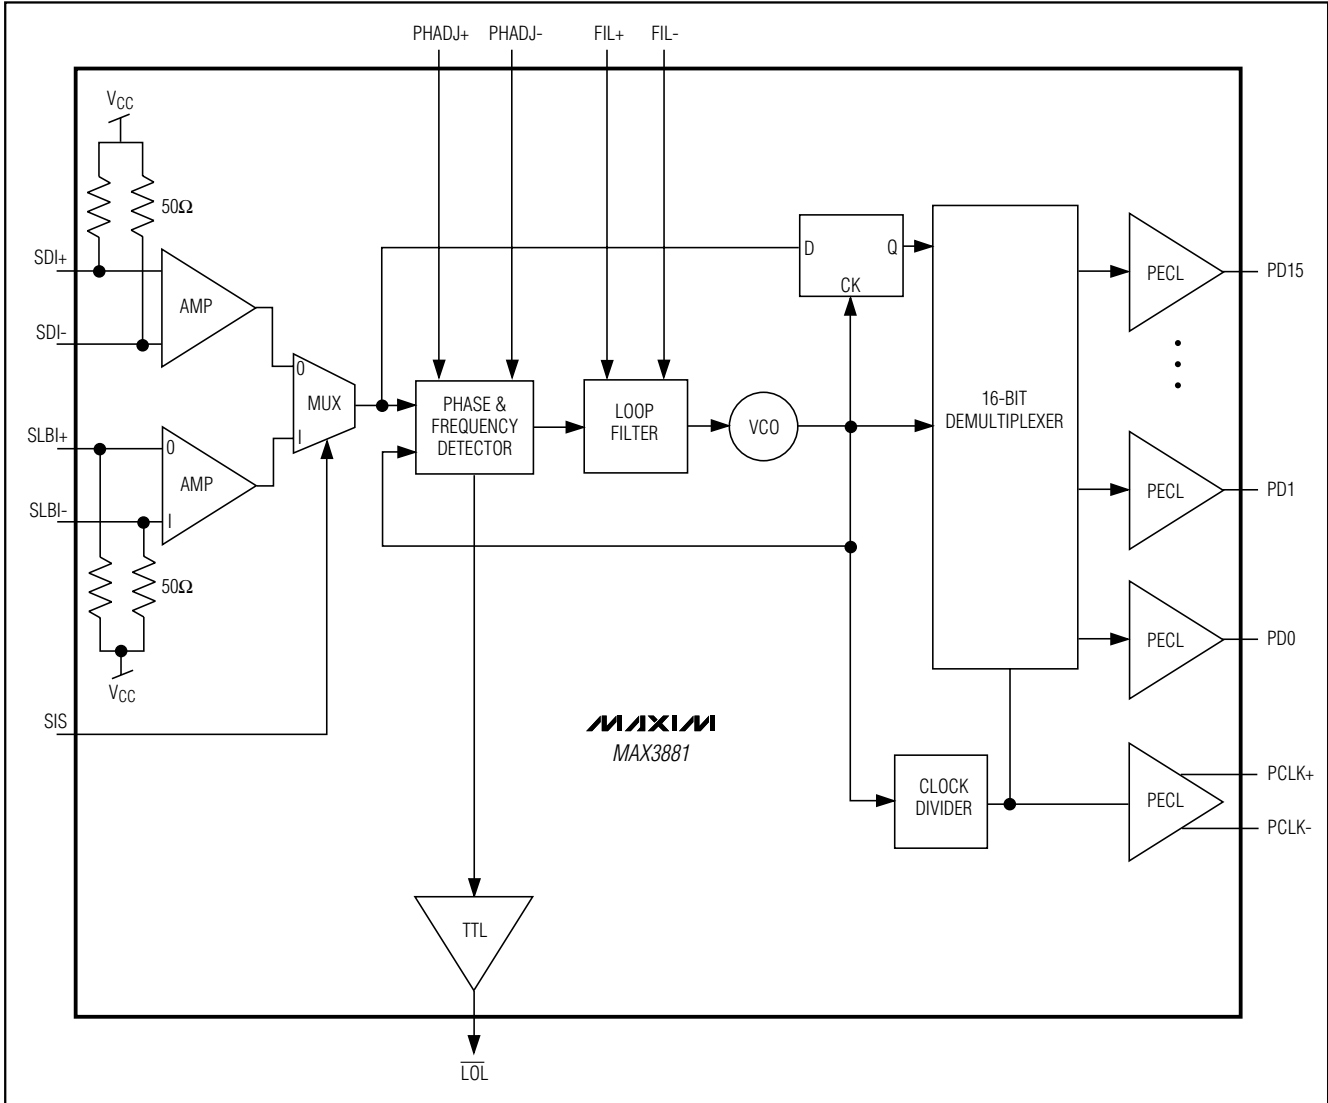 PHADJ+ PHADJ- FIL+ FIL-
VCC
50Ω
SDI+
AMP
SDI-
D Q
CK
PECL
PD15
0
MUX
I
PHASE &
FREQUENCY
DETECTOR
LOOP
FILTER
VCO
16-BIT
DEMULTIPLEXER
SLBI+
0
AMP
SLBI-
I
PECL
PD1
50Ω
VCC
PECL
PD0
SIS
MAXIM
MAX3881
CLOCK
DIVIDER
PECL
PCLK+
PCLK-
TTL
LOL